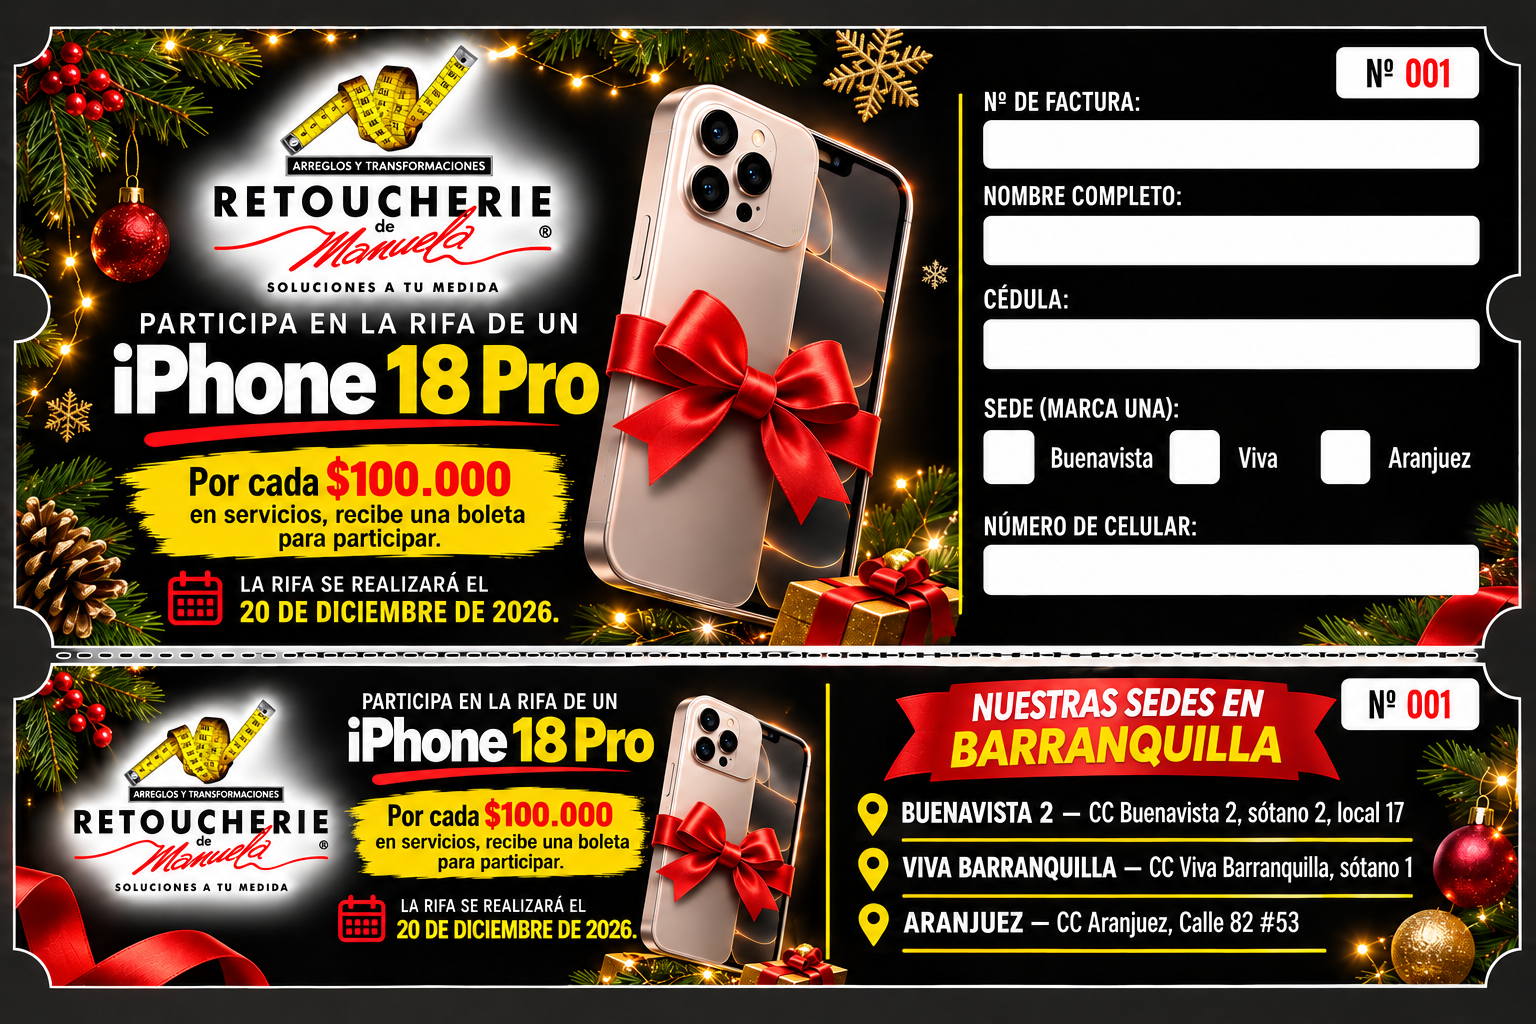 ARREGLOS Y TRANSFORMACIONES
RETOUCHERIE
de
Manuela ®
SOLUCIONES A TU MEDIDA
PARTICIPA EN LA RIFA DE UN
iPhone 18 Pro
Por cada $100.000
en servicios, recibe una boleta
para participar.
LA RIFA SE REALIZARÁ EL
20 DE DICIEMBRE DE 2026.
Nº 001
Nº DE FACTURA:
NOMBRE COMPLETO:
CÉDULA:
SEDE (MARCA UNA):
Buenavista Viva Aranjuez
NÚMERO DE CELULAR:
ARREGLOS Y TRANSFORMACIONES
RETOUCHERIE
de
Manuela ®
SOLUCIONES A TU MEDIDA
PARTICIPA EN LA RIFA DE UN
iPhone 18 Pro
Por cada $100.000
en servicios, recibe una boleta
para participar.
LA RIFA SE REALIZARÁ EL
20 DE DICIEMBRE DE 2026.
NUESTRAS SEDES EN
BARRANQUILLA
Nº 001
BUENAVISTA 2 — CC Buenavista 2, sótano 2, local 17
VIVA BARRANQUILLA — CC Viva Barranquilla, sótano 1
ARANJUEZ — CC Aranjuez, Calle 82 #53